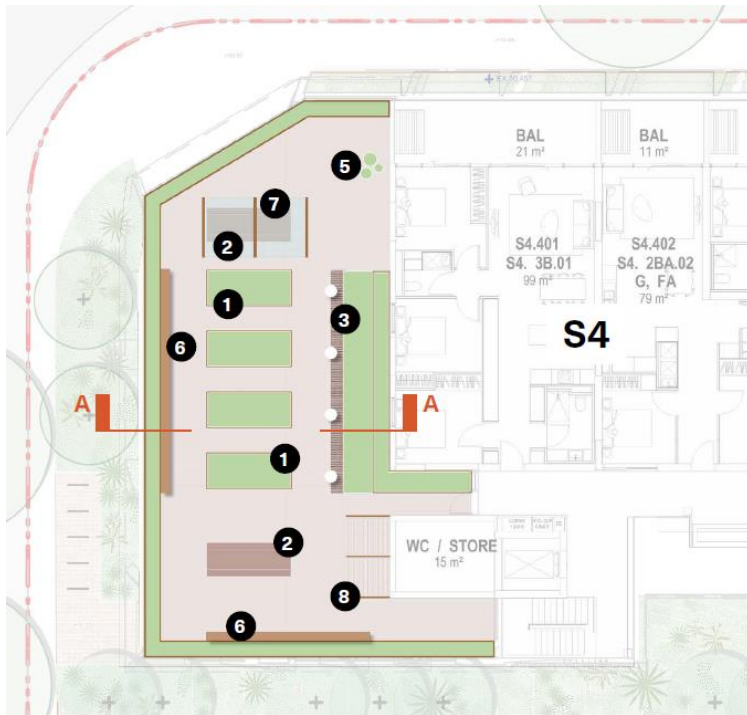 BAL
21 m²
BAL
11 m²
5
7
2
S4.401
S4. 3B.01
99 m²
S4.402
S4. 2BA.02
G, FA
79 m²
1
3
S4
6
A
A
1
2
WC / STORE
15 m²
8
6